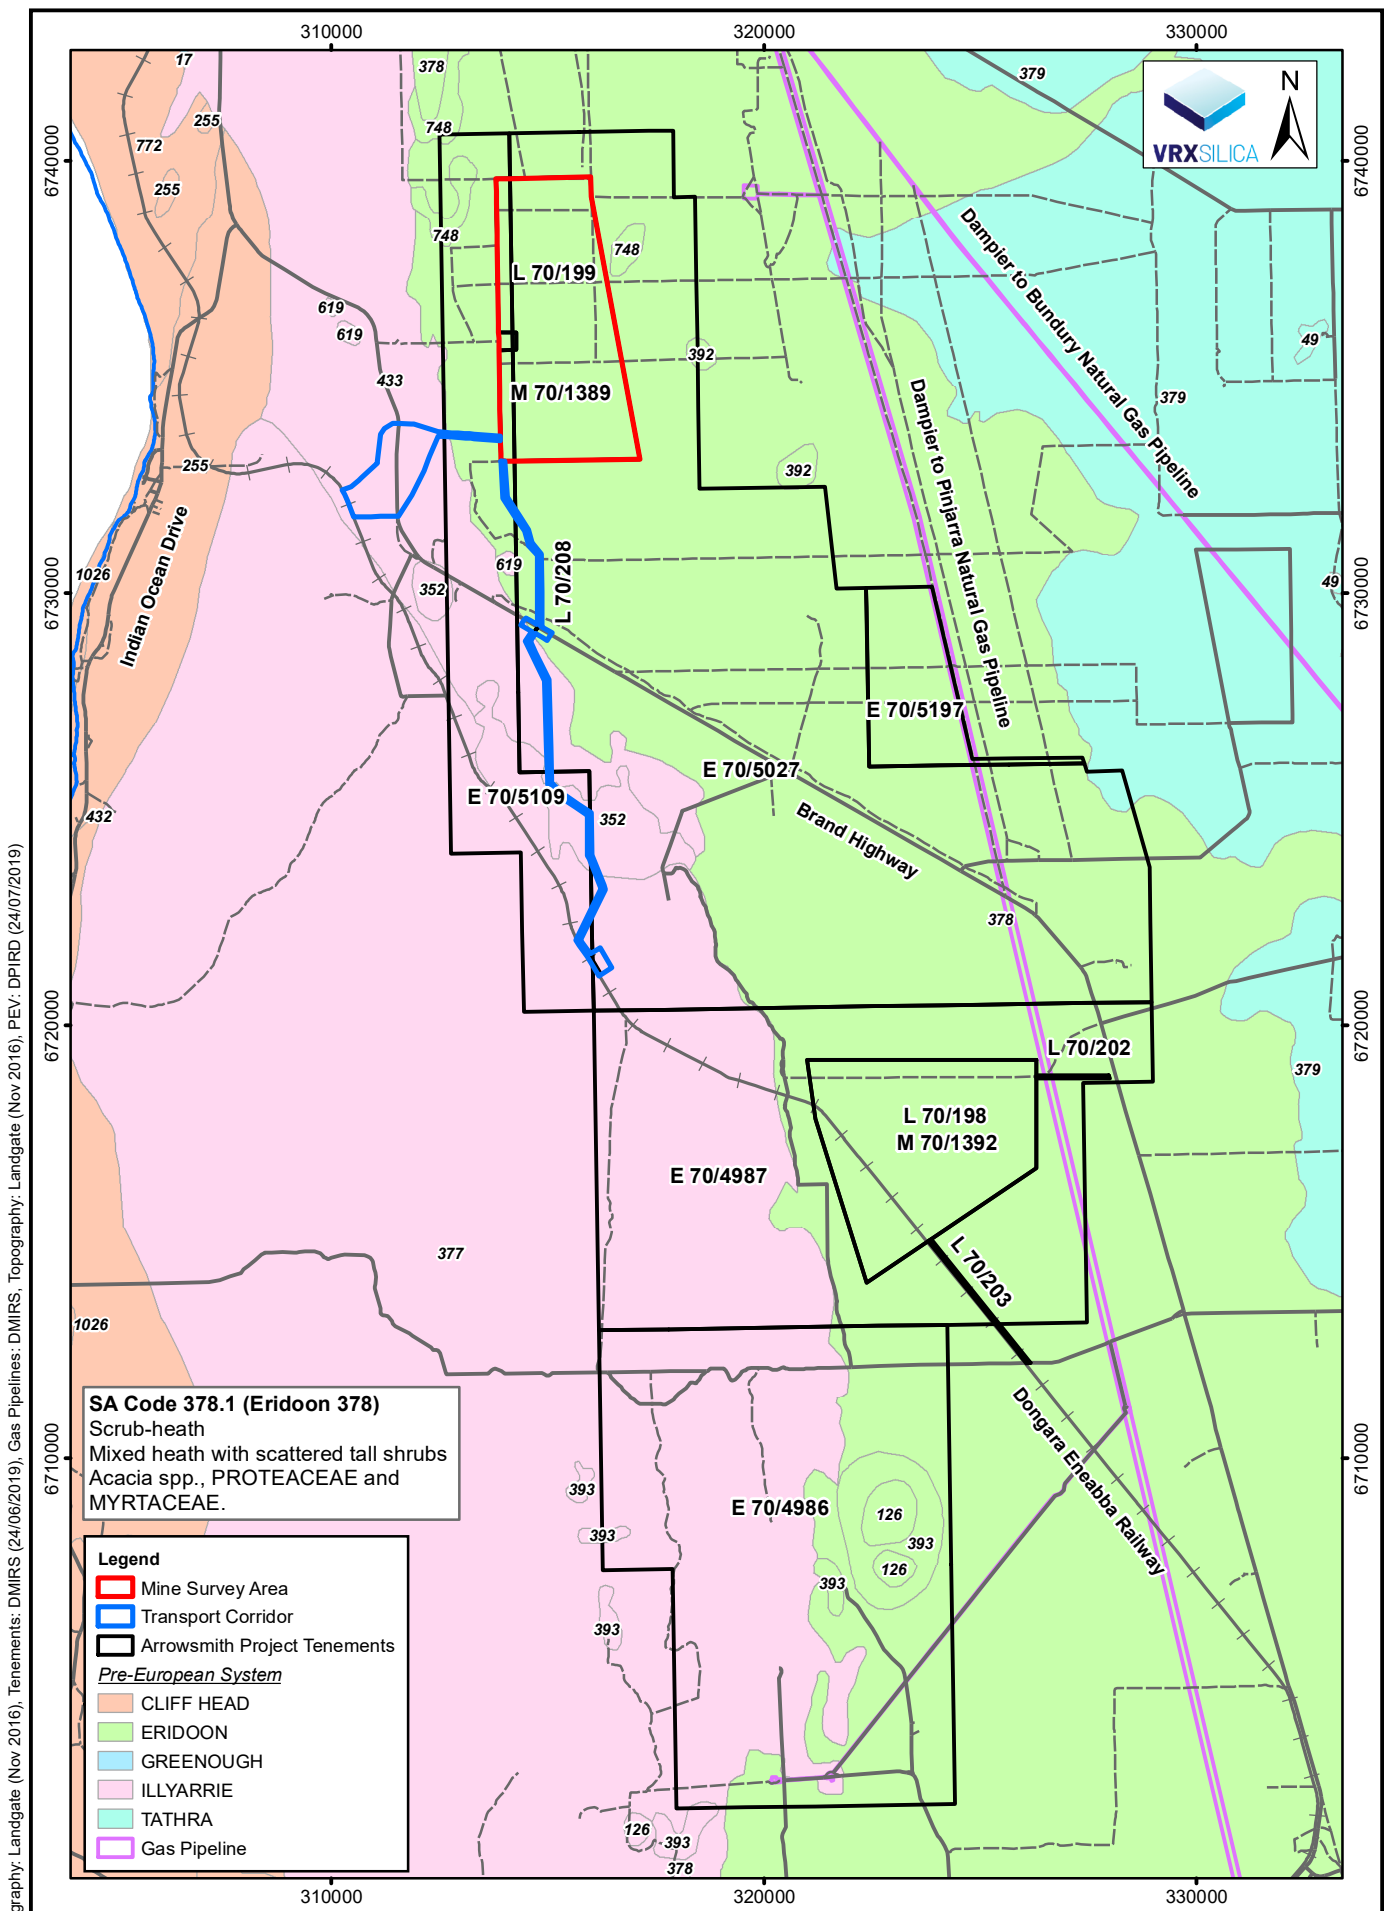 310000
320000
330000
17
378
379
N
VRXSILICA
255
748
772
6740000
6740000
255
748
748
L 70/199
Dampier to Bundury Natural Gas Pipeline
619
619
49
392
433
M 70/1389
379
Dampier to Pinjarra Natural Gas Pipeline
255
392
Indian Ocean Drive
L 70/208
619
1026
352
49
6730000
6730000
E 70/5197
E 70/5027
E 70/5109
352
Brand Highway
432
378
6720000
6720000
L 70/202
379
L 70/198
M 70/1392
E 70/4987
377
L 70/203
1026
Dongara Eneabba Railway
SA Code 378.1 (Eridoon 378)
Scrub-heath
Mixed heath with scattered tall shrubs
Acacia spp., PROTEACEAE and
MYRTACEAE.
6710000
6710000
393
E 70/4986
126
393
393
126
393
393
126
393
378
Legend
Mine Survey Area
Transport Corridor
Arrowsmith Project Tenements
Pre-European System
CLIFF HEAD
ERIDOON
GREENOUGH
ILLYARRIE
TATHRA
Gas Pipeline
310000
320000
330000
Landgate (Nov 2016), Tenements: DMIRS (24/06/2019), Gas Pipelines: DMIRS, Topography: Landgate (Nov 2016), PEV: DPIRD (24/07/2019)